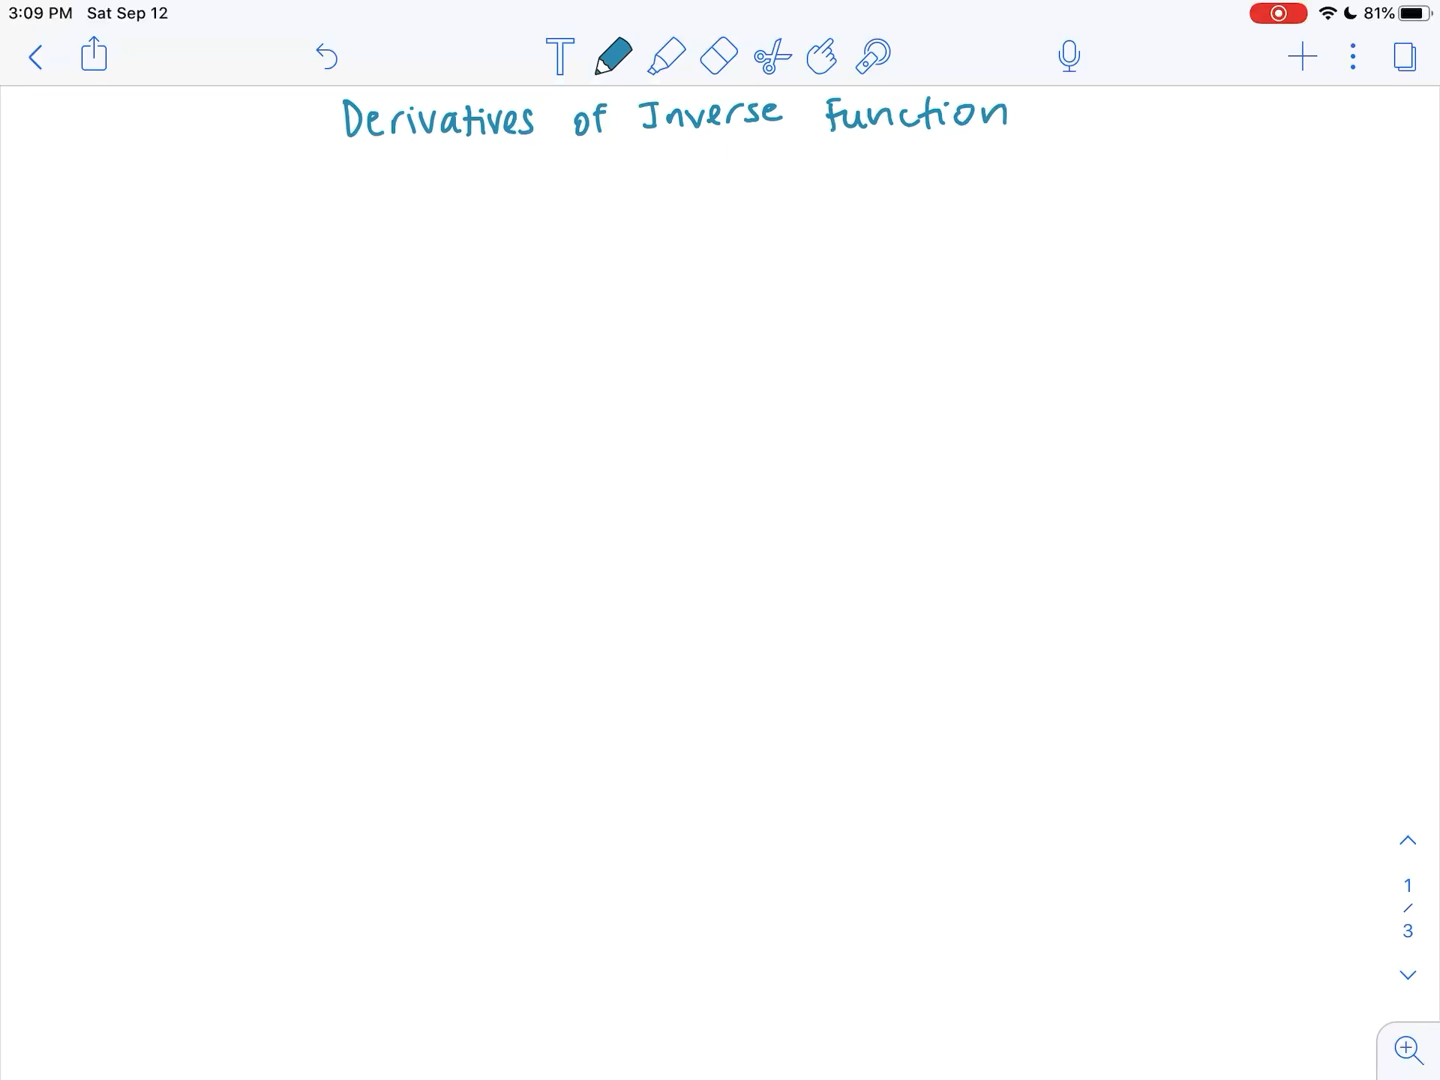 3:09 PM Sat Sep 12
81%
T
Derivatives of Inverse Function
1
/
3